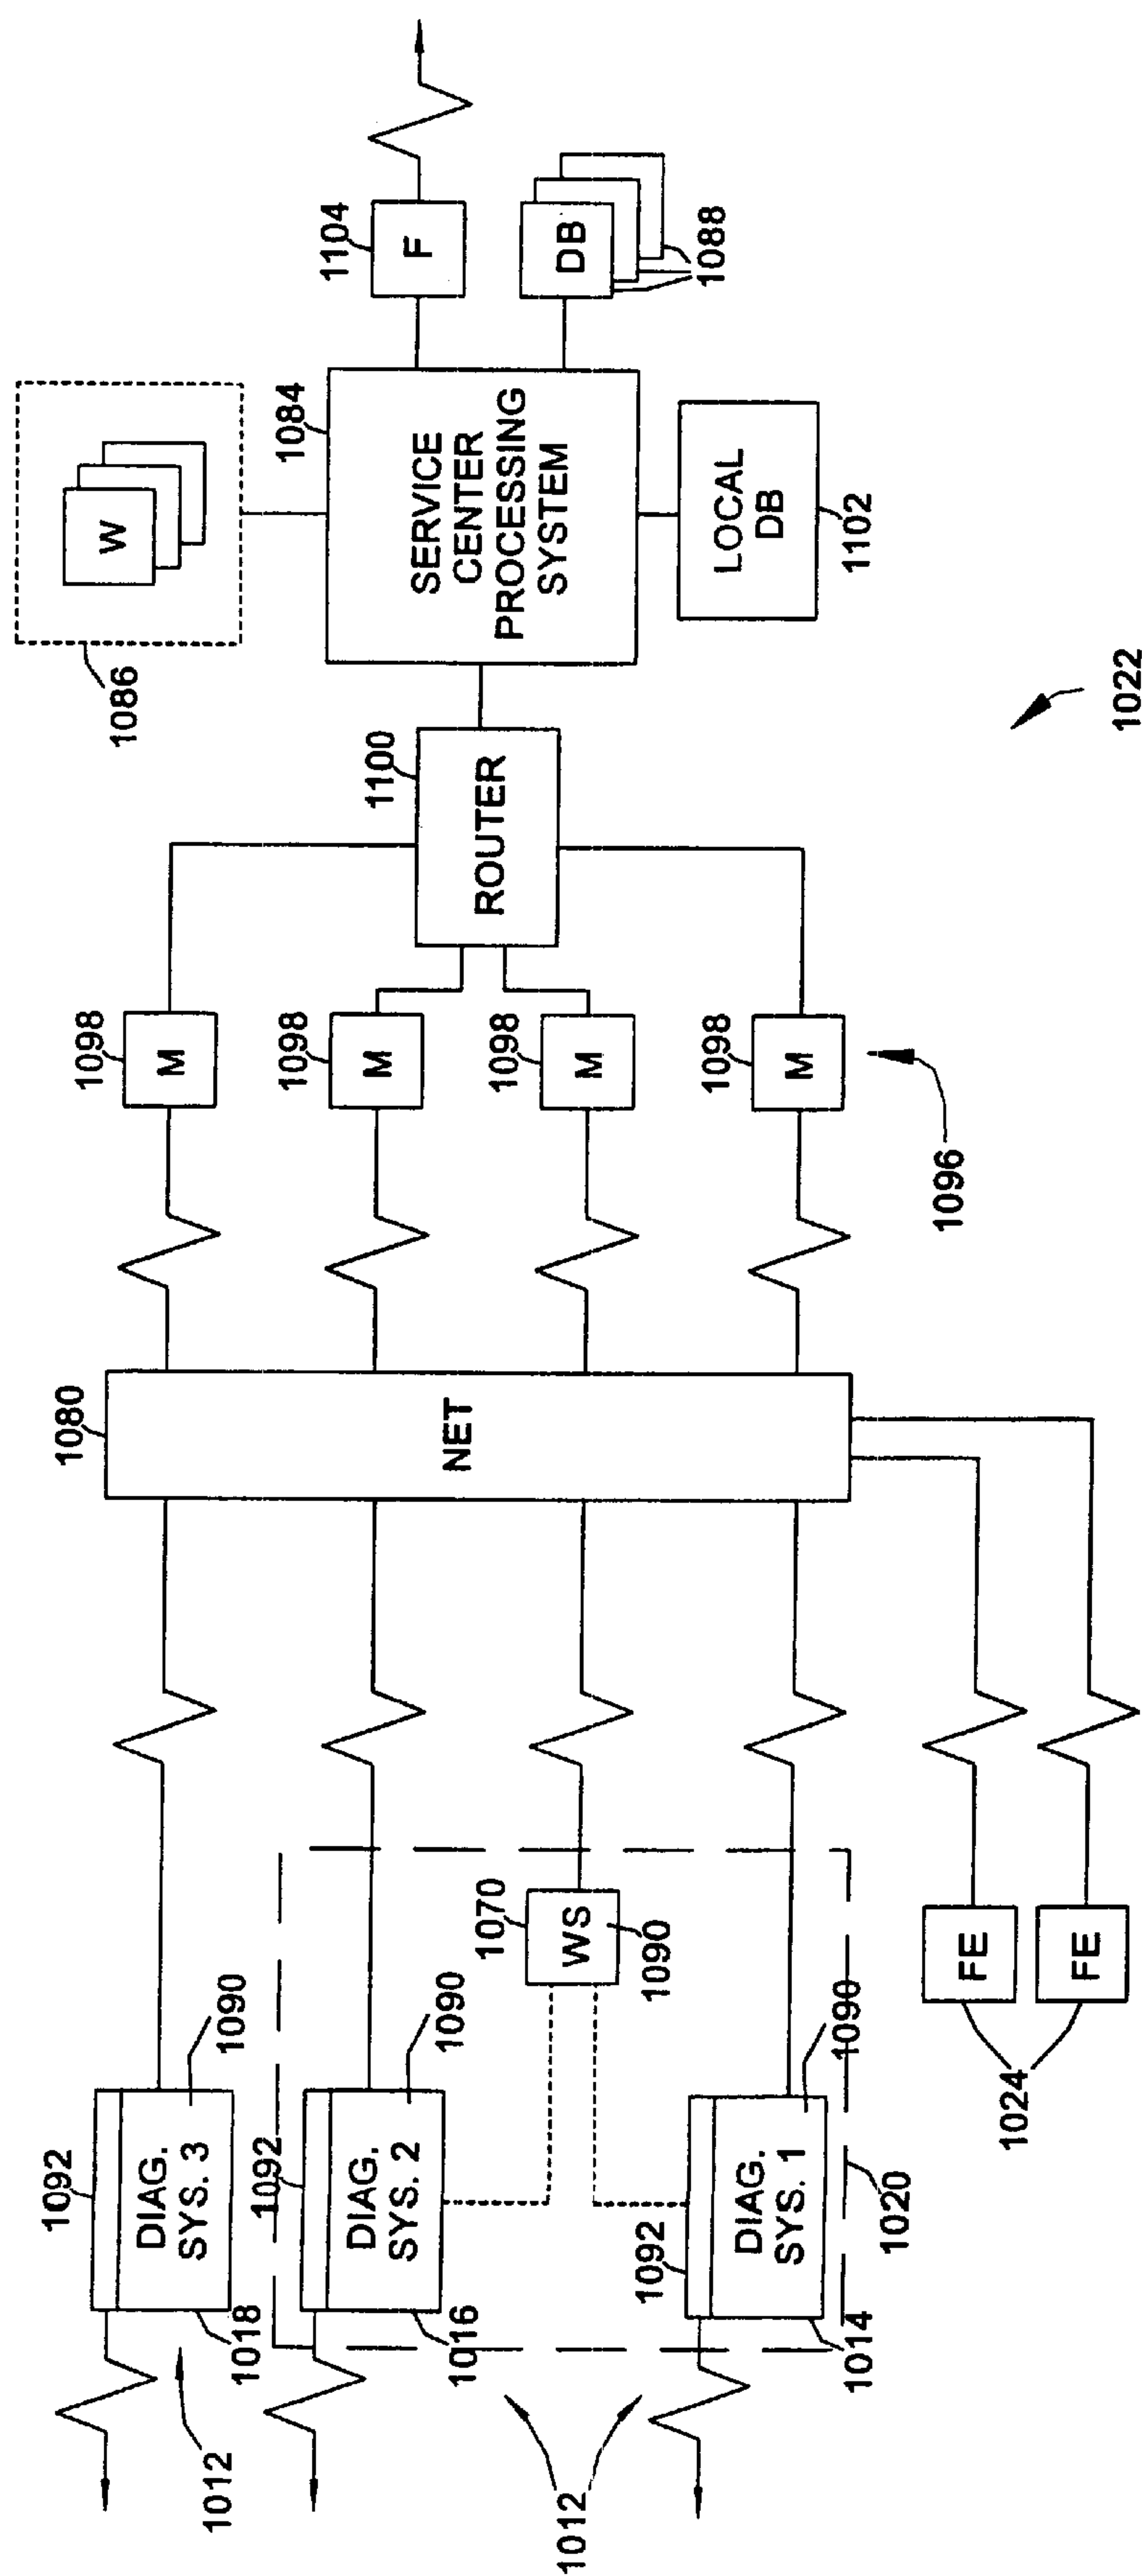 1092
DIAG.
SYS. 3
1090
1018
1012
1092
DIAG.
SYS. 2
1090
1016
1070
WS
1090
1092
DIAG.
SYS. 1
1090
1014
1020
1012
FE
FE
1024
1080
NET
1098
M
1098
M
1098
M
1098
M
1096
1100
ROUTER
1086
W
1084
SERVICE
CENTER
PROCESSING
SYSTEM
1104
F
DB
1088
LOCAL
DB
1102
1022